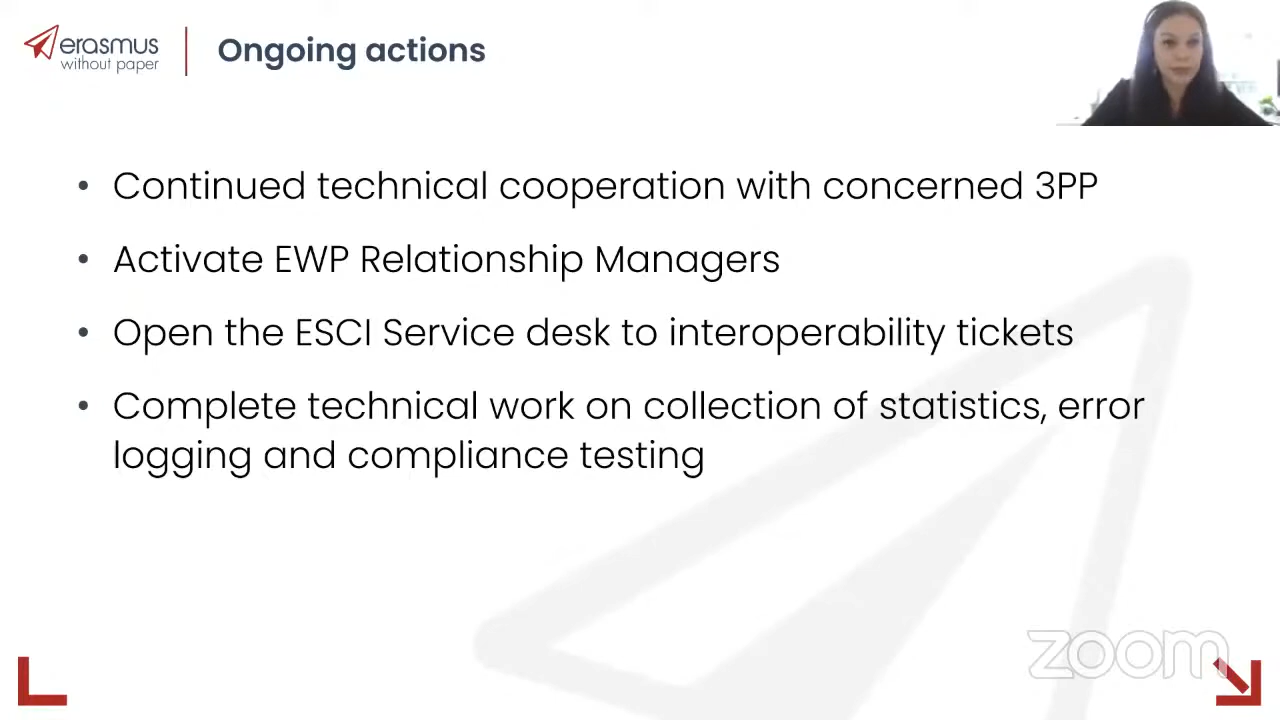 erasmus
without paper
Ongoing actions
• Continued technical cooperation with concerned 3PP
• Activate EWP Relationship Managers
• Open the ESCI Service desk to interoperability tickets
• Complete technical work on collection of statistics, error
logging and compliance testing
zoom